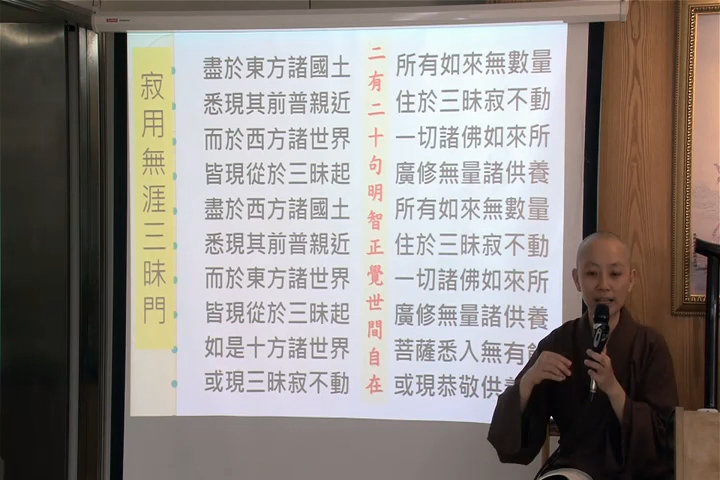 寂用無涯三昧門
二有二十句明智正覺世間自在
盡於東方諸國土 所有如來無數量
悉現其前普親近 住於三昧寂不動
而於西方諸世界 一切諸佛如來所
皆現從於三昧起 廣修無量諸供養
盡於西方諸國土 所有如來無數量
悉現其前普親近 住於三昧寂不動
而於東方諸世界 一切諸佛如來所
皆現從於三昧起 廣修無量諸供養
如是十方諸世界 菩薩悉入無有
或現三昧寂不動 或現恭敬供